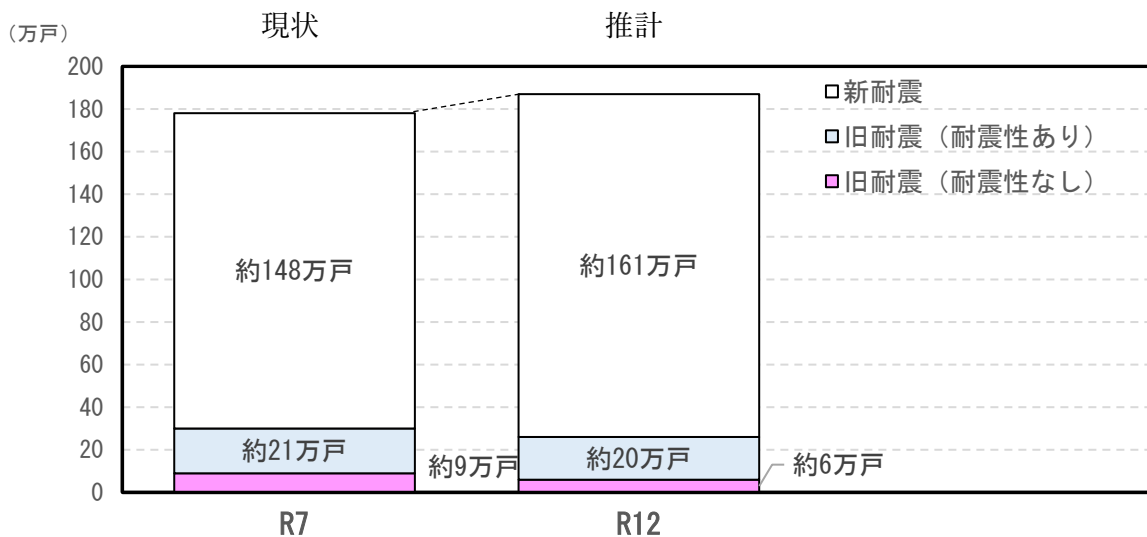 現状 推計
（万戸）
200
180
160
140
120
100
80
60
40
20
0
新耐震
旧耐震（耐震性あり）
旧耐震（耐震性なし）
約148万戸
約161万戸
約21万戸
約20万戸
約9万戸
約6万戸
R7 R12